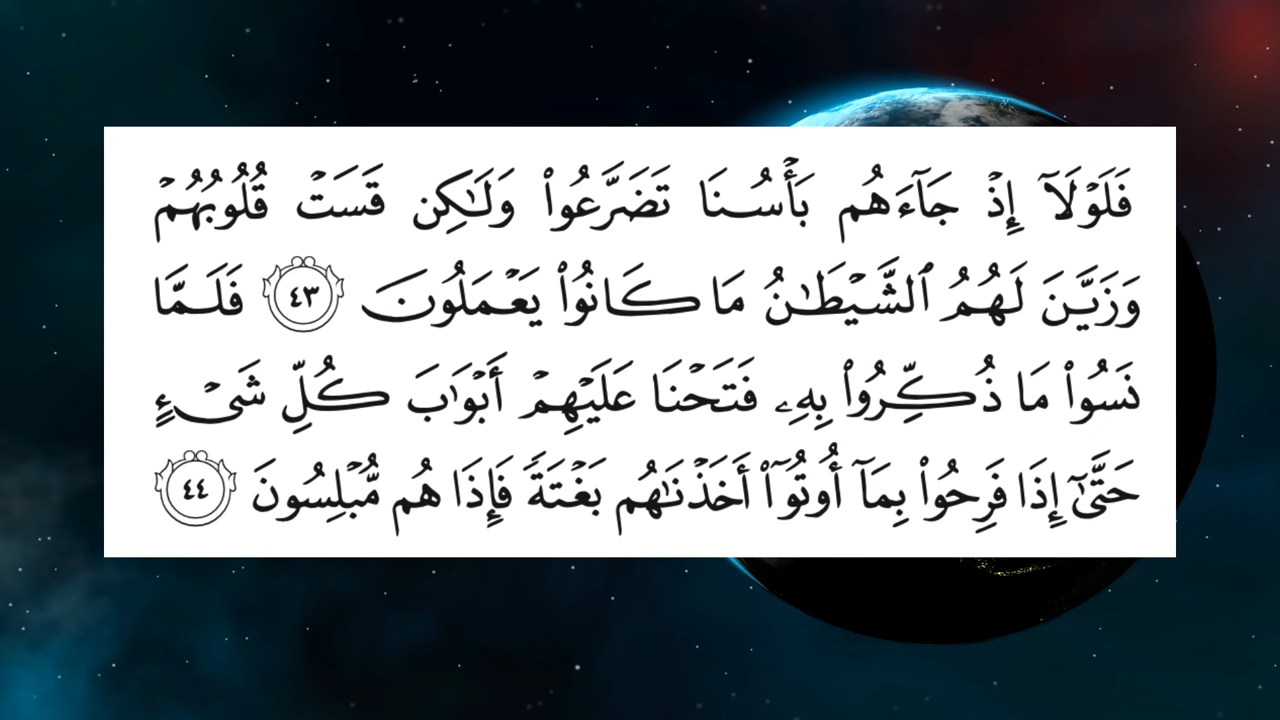 فَلَوْلَآ إِذْ جَآءَهُم بَأْسُنَا تَضَرَّعُوا۟ وَلَـٰكِن قَسَتْ قُلُوبُهُمْ
وَزَيَّنَ لَهُمُ ٱلشَّيْطَـٰنُ مَا كَانُوا۟ يَعْمَلُونَ ٤٣ فَلَمَّا
نَسُوا۟ مَا ذُكِّرُوا۟ بِهِۦ فَتَحْنَا عَلَيْهِمْ أَبْوَٰبَ كُلِّ شَىْءٍ
حَتَّىٰٓ إِذَا فَرِحُوا۟ بِمَآ أُوتُوٓا۟ أَخَذْنَـٰهُم بَغْتَةً فَإِذَا هُم مُّبْلِسُونَ ٤٤